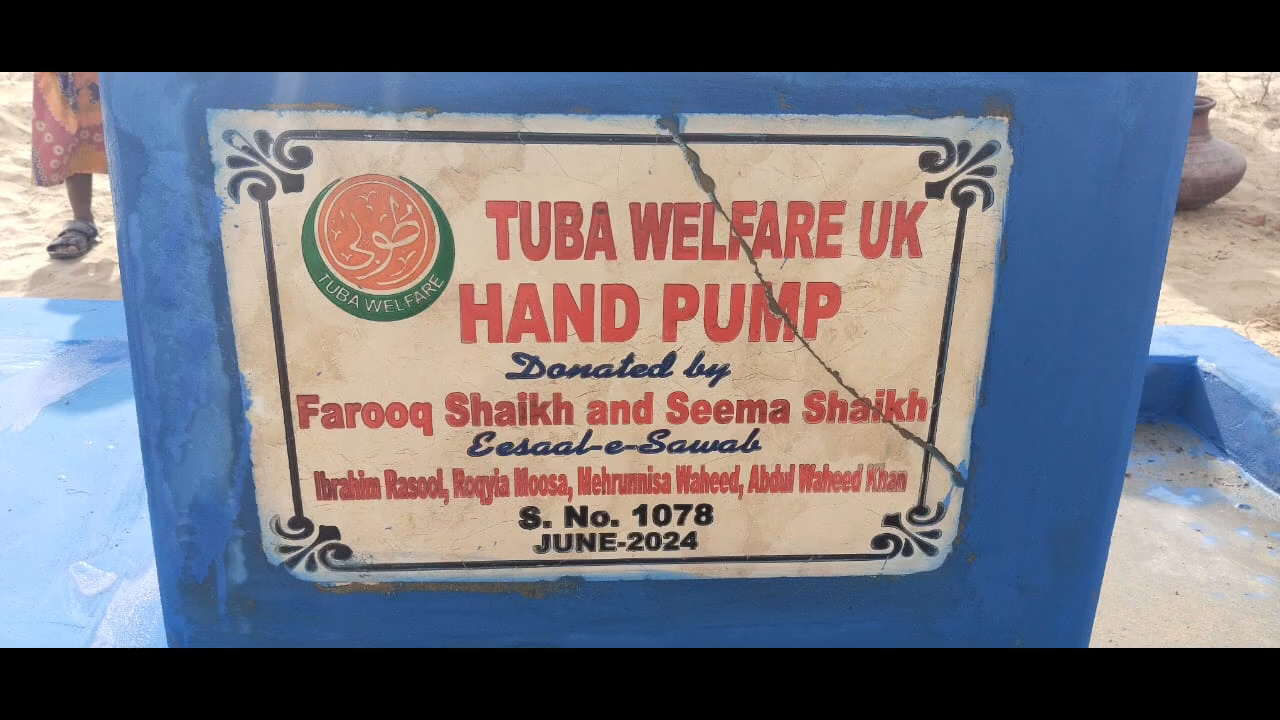 طوبىٰ
TUBA WELFARE
TUBA WELFARE UK
HAND PUMP
Donated by
Farooq Shaikh and Seema Shaikh
Eesaal-e-Sawab
Ibrahim Rasool, Roqyia Moosa, Mehrunnisa Waheed, Abdul Waheed Khan
S. No. 1078
JUNE-2024